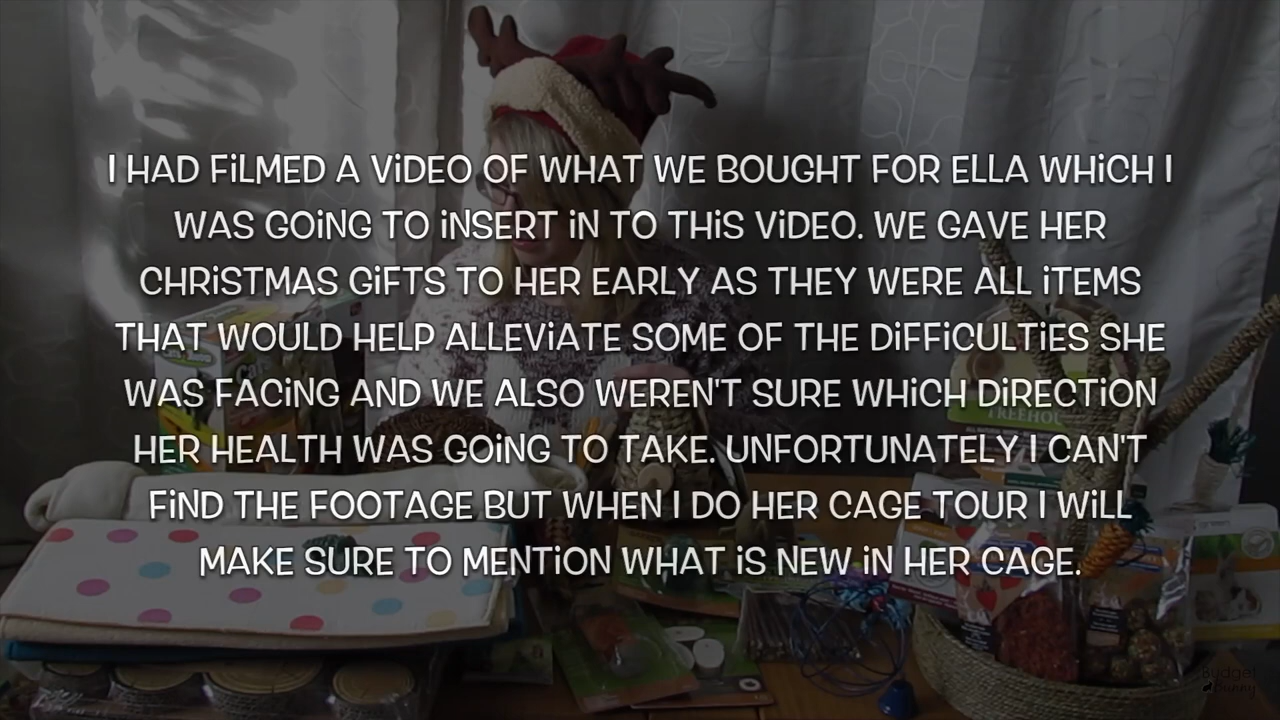 I HAD FiLMED A ViDEO OF WHAT WE BOUGHT FOR ELLA WHiCH I
WAS GOiNG TO iNSERT iN TO THiS ViDEO. WE GAVE HER
CHRiSTMAS GiFTS TO HER EARLY AS THEY WERE ALL iTEMS
THAT WOULD HELP ALLEViATE SOME OF THE DiFFiCULTiES SHE
WAS FACiNG AND WE ALSO WEREN'T SURE WHiCH DiRECTiON
HER HEALTH WAS GOiNG TO TAKE. UNFORTUNATELY I CAN'T
FiND THE FOOTAGE BUT WHEN I DO HER CAGE TOUR I WiLL
MAKE SURE TO MENTiON WHAT iS NEW iN HER CAGE.
Budget
Bunny